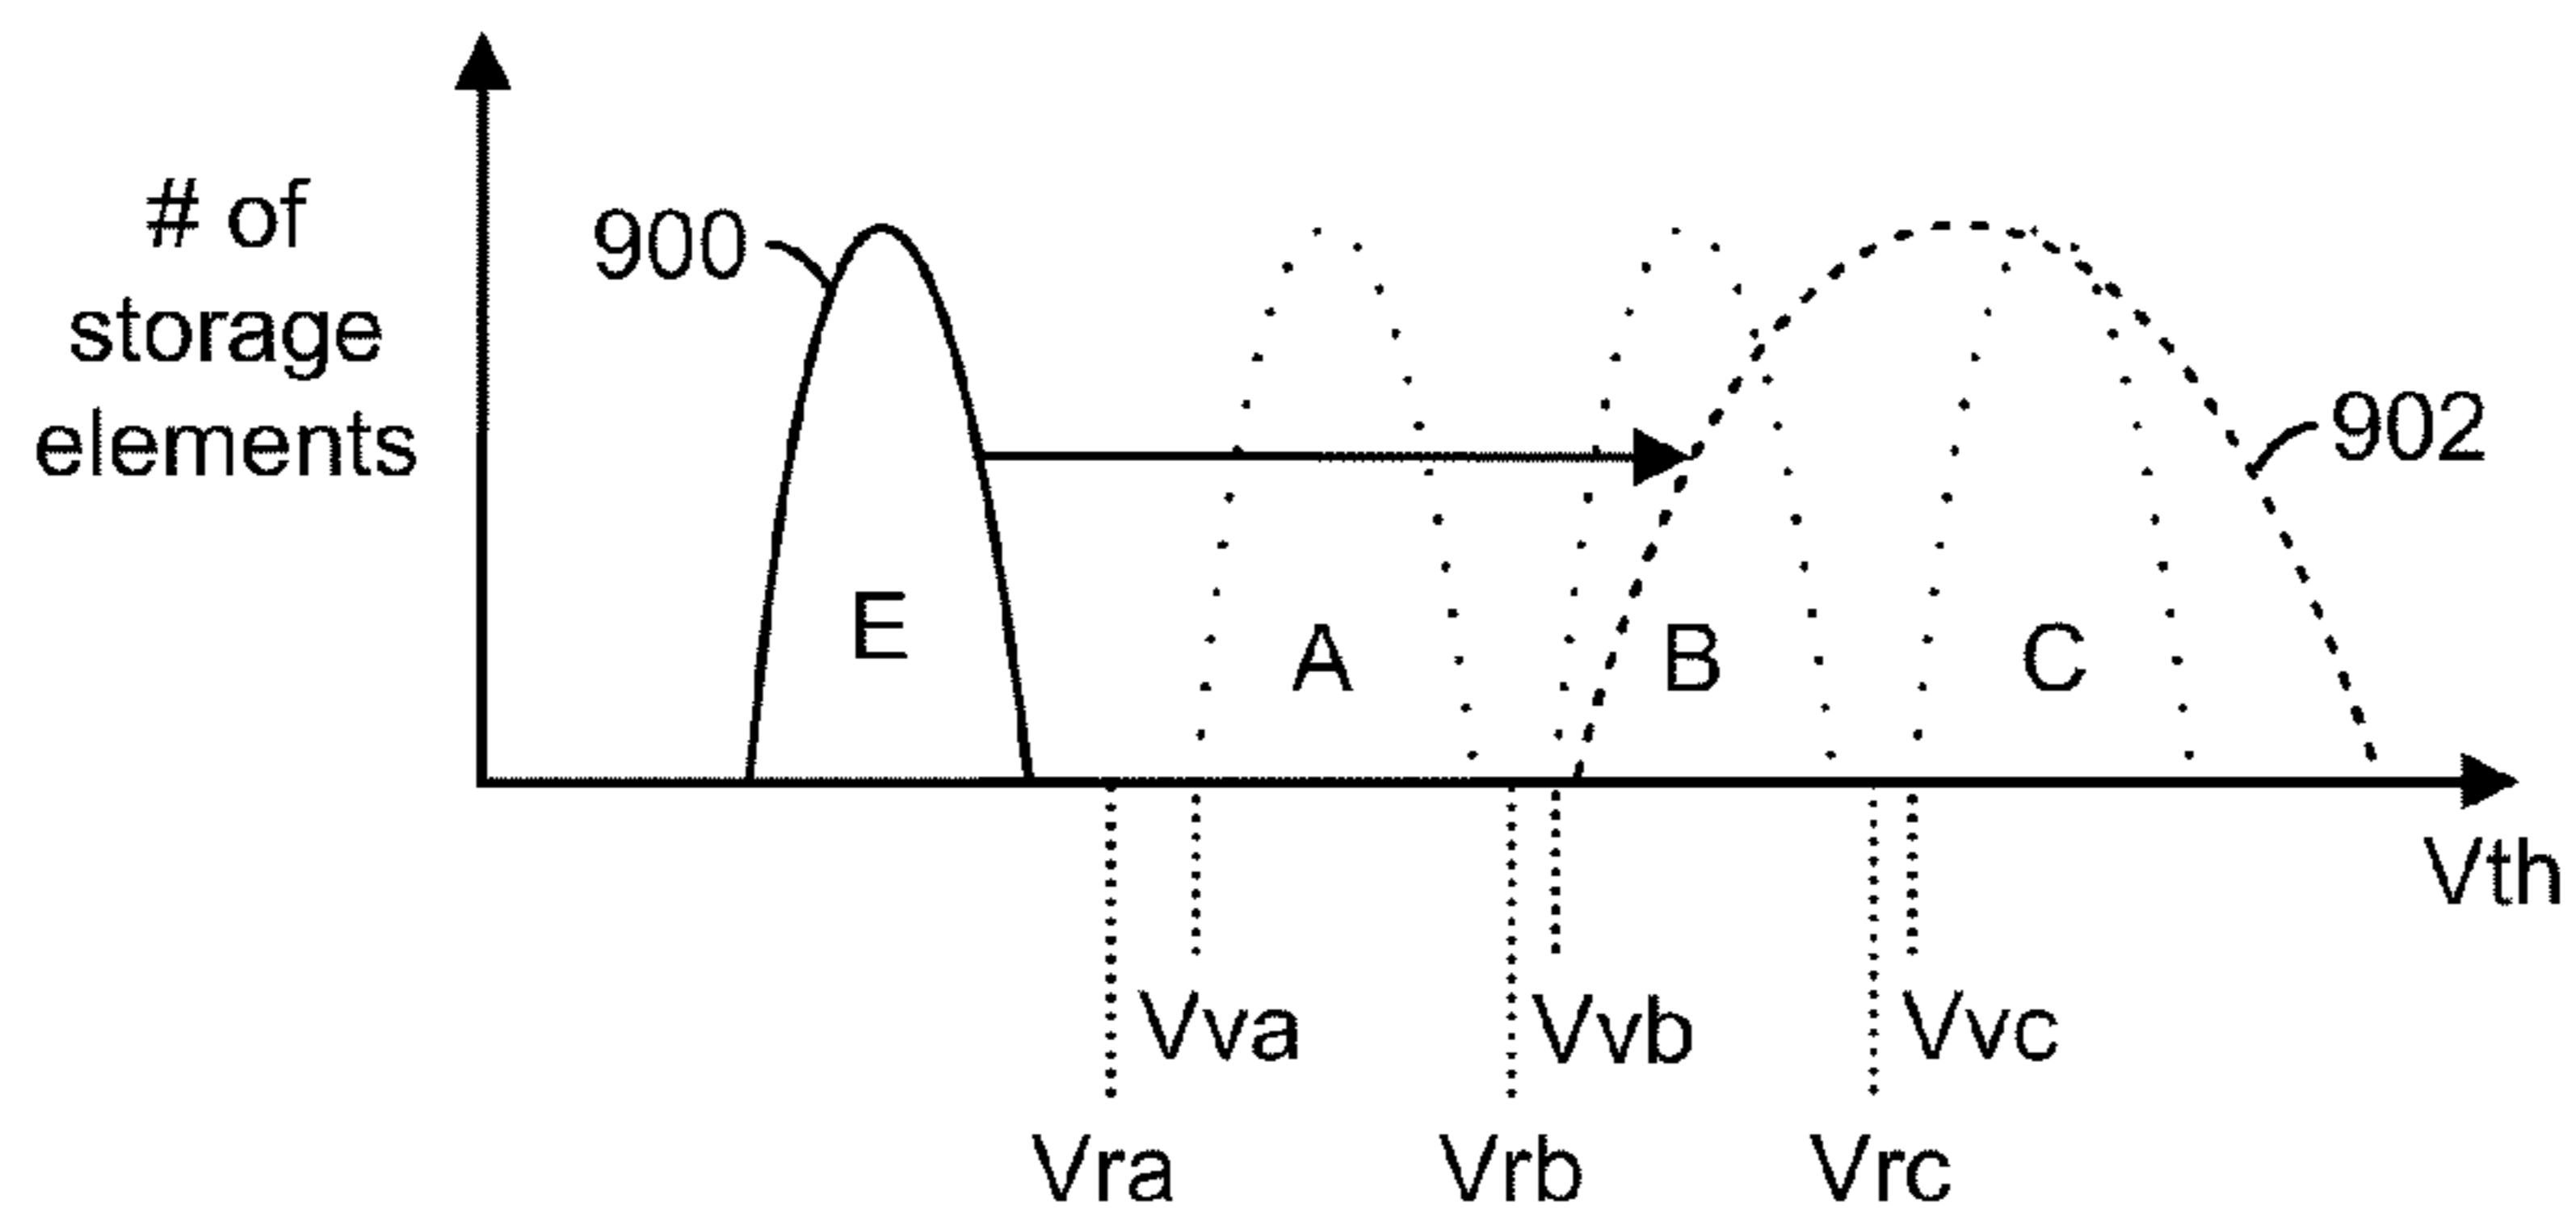 # of
storage
elements
900
902
E
A
B
C
Vth
Vva
Vvb
Vvc
Vra
Vrb
Vrc